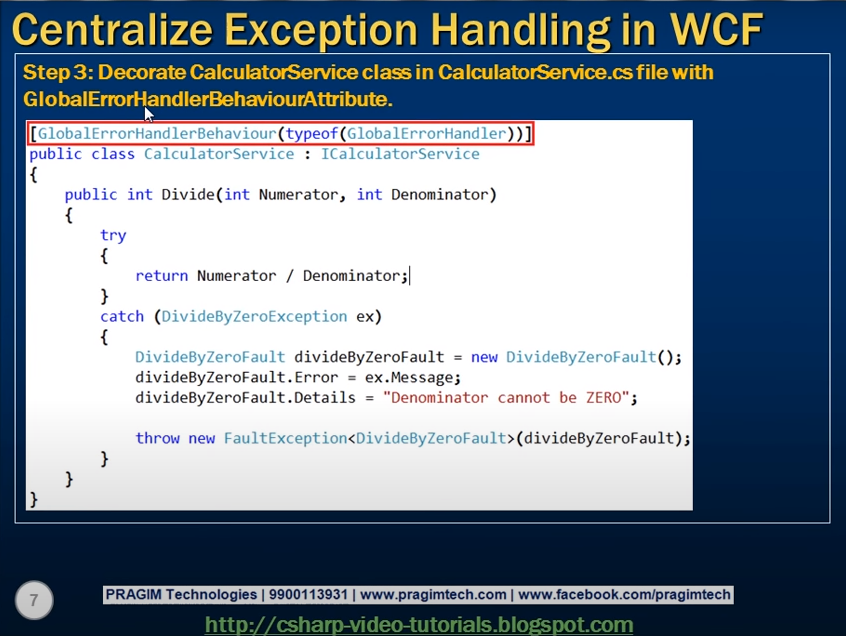 Centralize Exception Handling in WCF
Step 3: Decorate CalculatorService class in CalculatorService.cs file with
GlobalErrorHandlerBehaviourAttribute.
[GlobalErrorHandlerBehaviour(typeof(GlobalErrorHandler))]
public class CalculatorService : ICalculatorService
{
    public int Divide(int Numerator, int Denominator)
    {
        try
        {
            return Numerator / Denominator;
        }
        catch (DivideByZeroException ex)
        {
            DivideByZeroFault divideByZeroFault = new DivideByZeroFault();
            divideByZeroFault.Error = ex.Message;
            divideByZeroFault.Details = "Denominator cannot be ZERO";
            throw new FaultException<DivideByZeroFault>(divideByZeroFault);
        }
    }
}
7
PRAGIM Technologies | 9900113931 | www.pragimtech.com | www.facebook.com/pragimtech
http://csharp-video-tutorials.blogspot.com